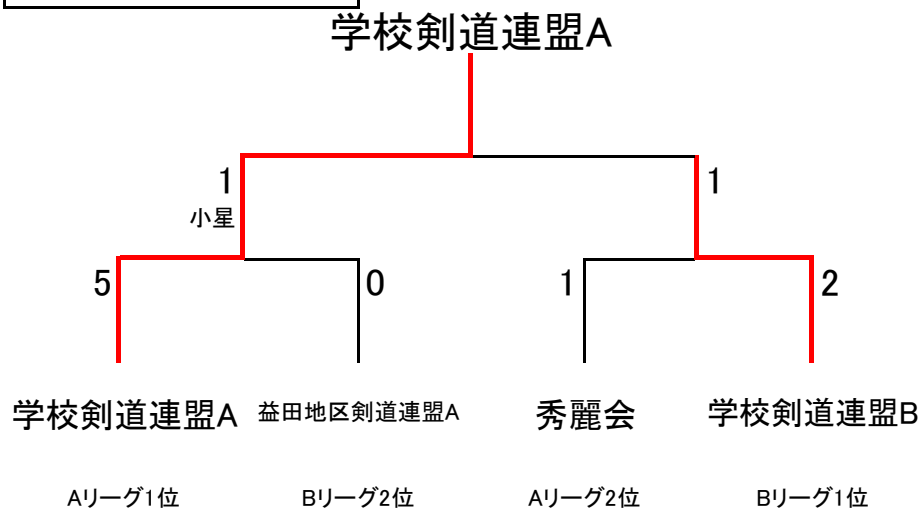 学校剣道連盟A
1
1
小星
5
0
1
2
学校剣道連盟A
益田地区剣道連盟A
秀麗会
学校剣道連盟B
Aリーグ1位
Bリーグ2位
Aリーグ2位
Bリーグ1位